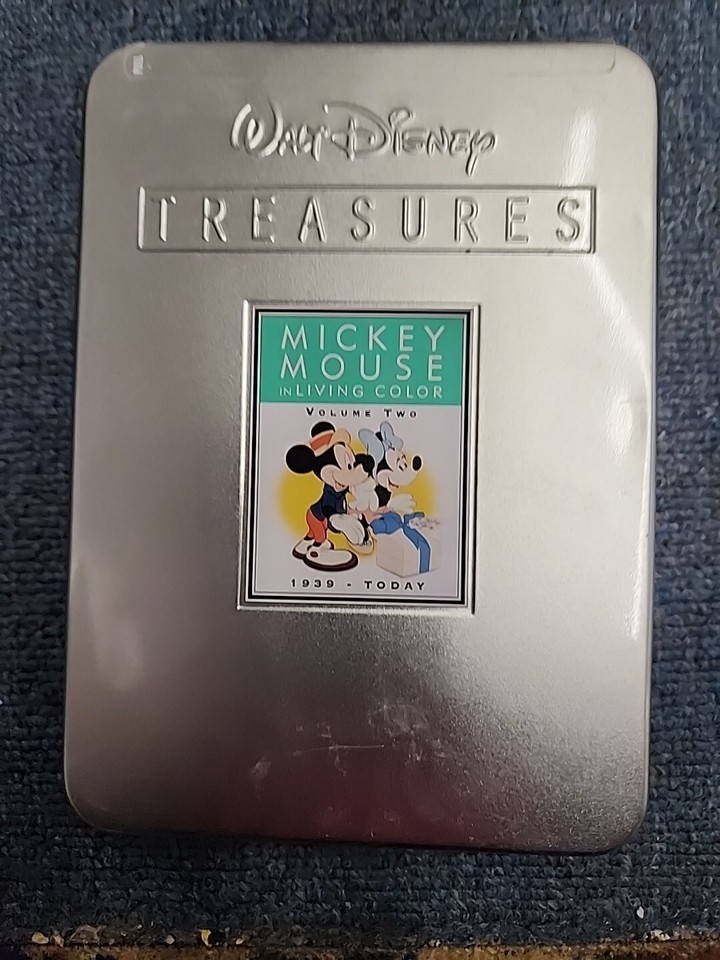 Walt Disney
TREASURES
MICKEY
MOUSE
IN LIVING COLOR
VOLUME TWO
1939 - TODAY